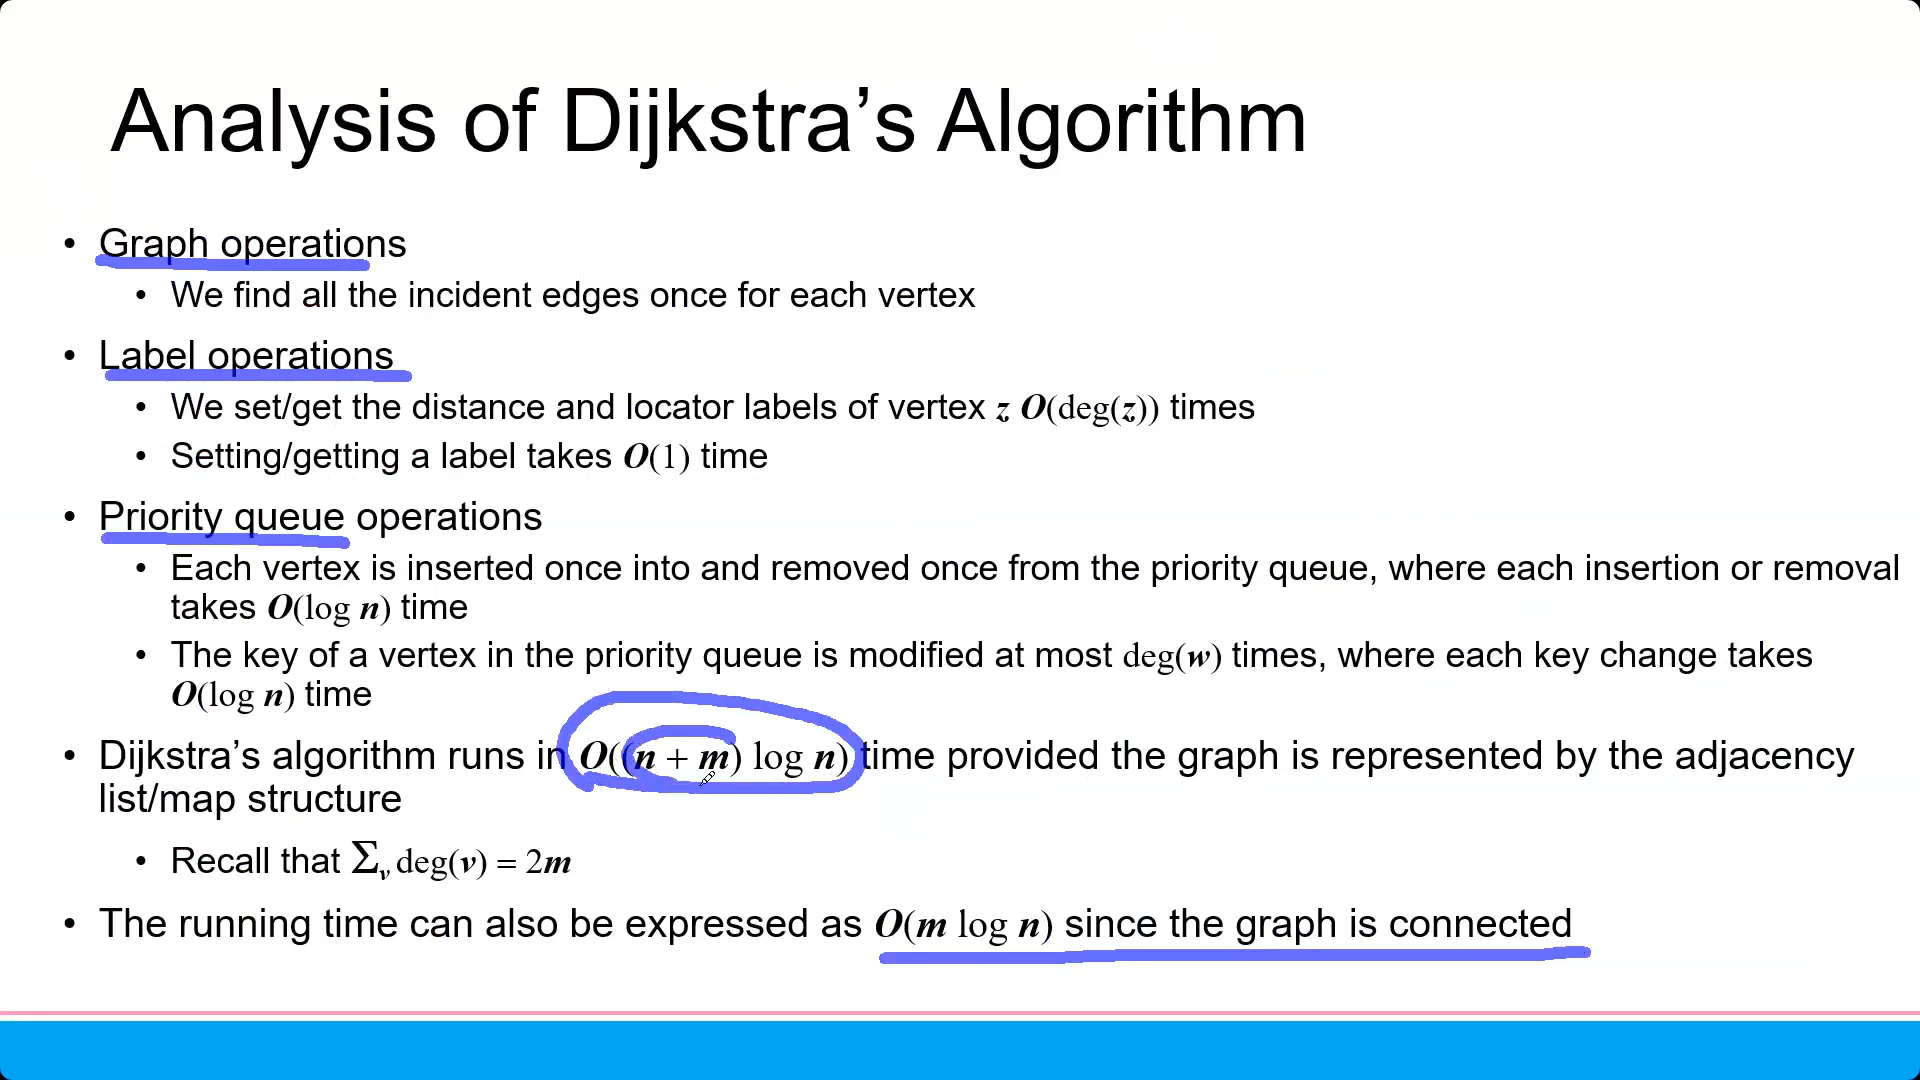 Analysis of Dijkstra’s Algorithm
• Graph operations
• We find all the incident edges once for each vertex
• Label operations
• We set/get the distance and locator labels of vertex z O(deg(z)) times
• Setting/getting a label takes O(1) time
• Priority queue operations
• Each vertex is inserted once into and removed once from the priority queue, where each insertion or removal
takes O(log n) time
• The key of a vertex in the priority queue is modified at most deg(w) times, where each key change takes
O(log n) time
• Dijkstra’s algorithm runs in O((n + m) log n) time provided the graph is represented by the adjacency
list/map structure
• Recall that Σv deg(v) = 2m
• The running time can also be expressed as O(m log n) since the graph is connected